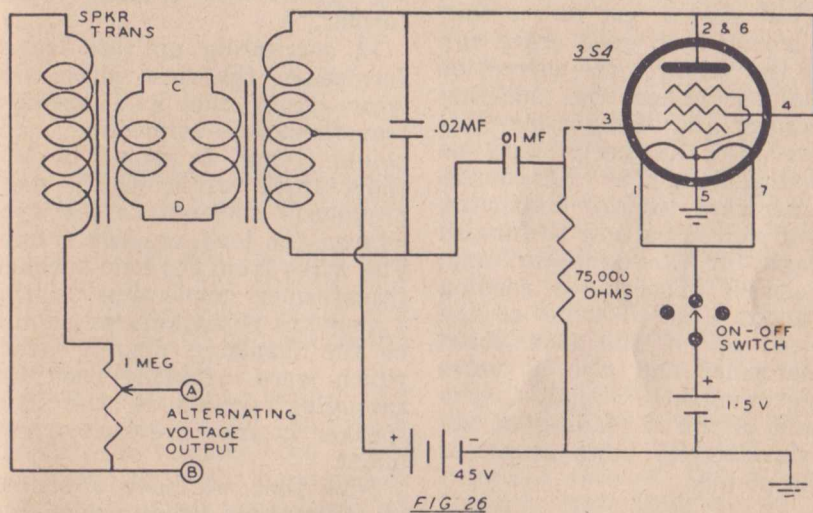 SPKR
TRANS
C
D
.02MF
.01 MF
3S4
2 & 6
3
4
1
5
7
75,000
OHMS
ON-OFF
SWITCH
1 MEG
A
ALTERNATING
VOLTAGE
OUTPUT
B
+
-
45V
+
1.5 V
-
FIG 26